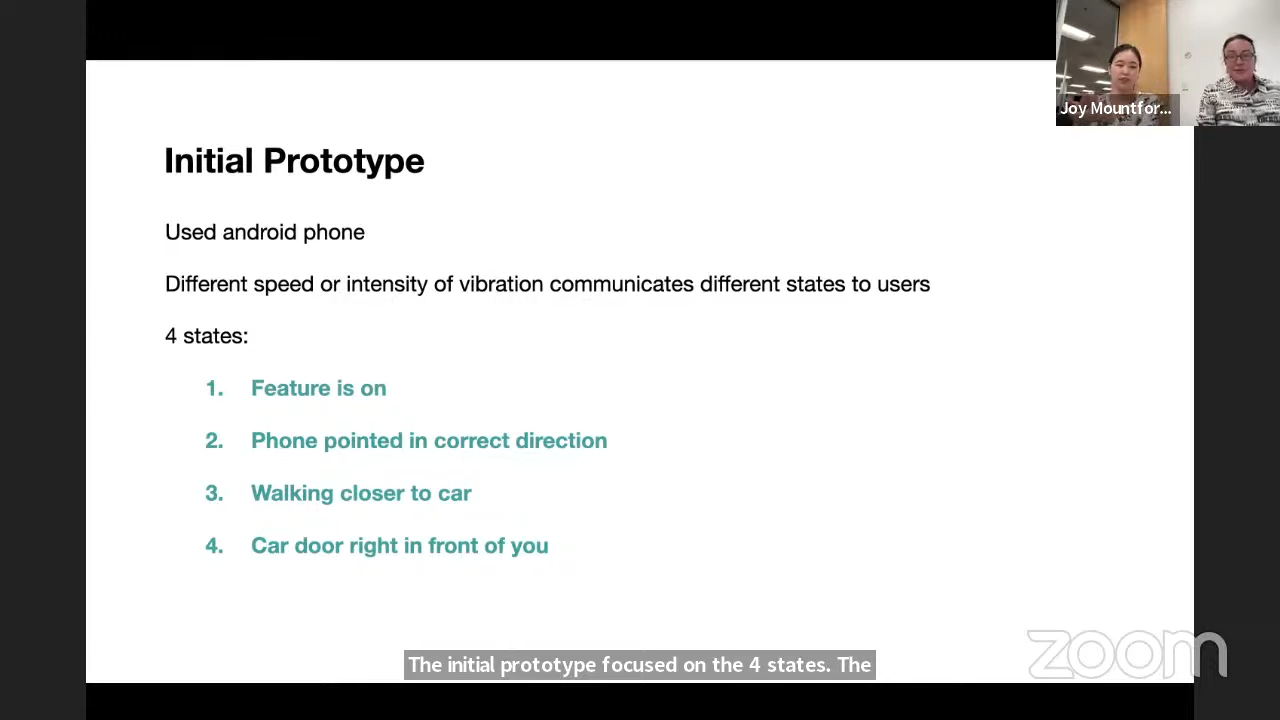 Joy Mountfor...
Initial Prototype
Used android phone
Different speed or intensity of vibration communicates different states to users
4 states:
1. Feature is on
2. Phone pointed in correct direction
3. Walking closer to car
4. Car door right in front of you
The initial prototype focused on the 4 states. The
zoom